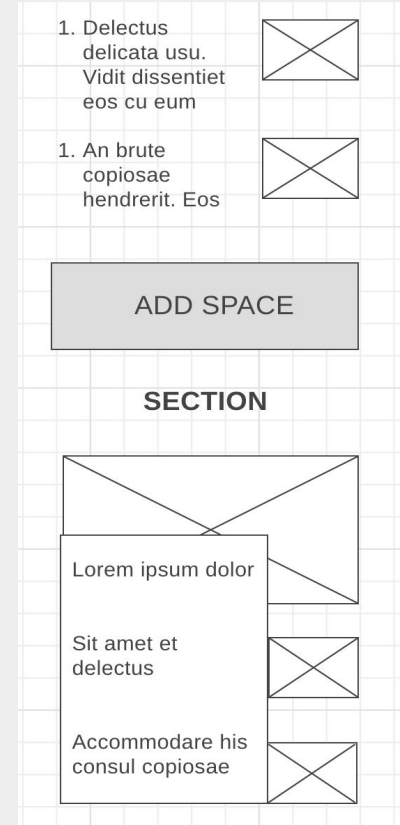 1. Delectus
delicata usu.
Vidit dissentiet
eos cu eum
1. An brute
copiosae
hendrerit. Eos
ADD SPACE
SECTION
Lorem ipsum dolor
Sit amet et
delectus
Accommodare his
consul copiosae